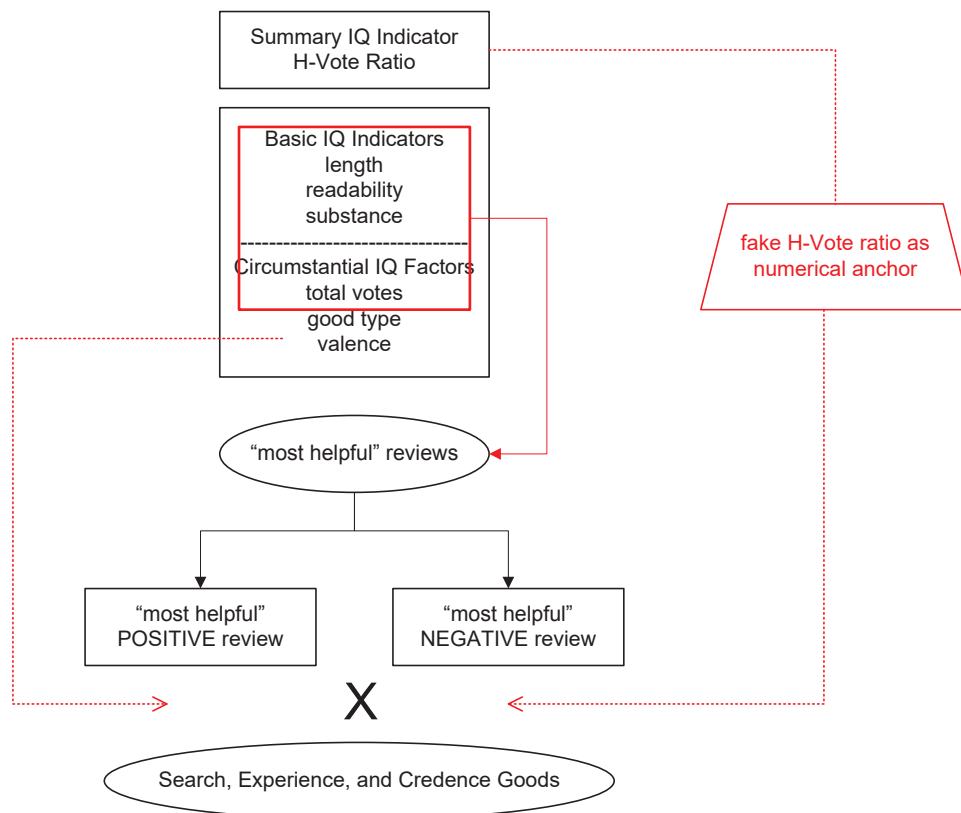 Summary IQ Indicator
H-Vote Ratio
Basic IQ Indicators
length
readability
substance
--------------------------------
Circumstantial IQ Factors
total votes
good type
valence
fake H-Vote ratio as
numerical anchor
“most helpful” reviews
“most helpful”
POSITIVE review
“most helpful”
NEGATIVE review
X
Search, Experience, and Credence Goods